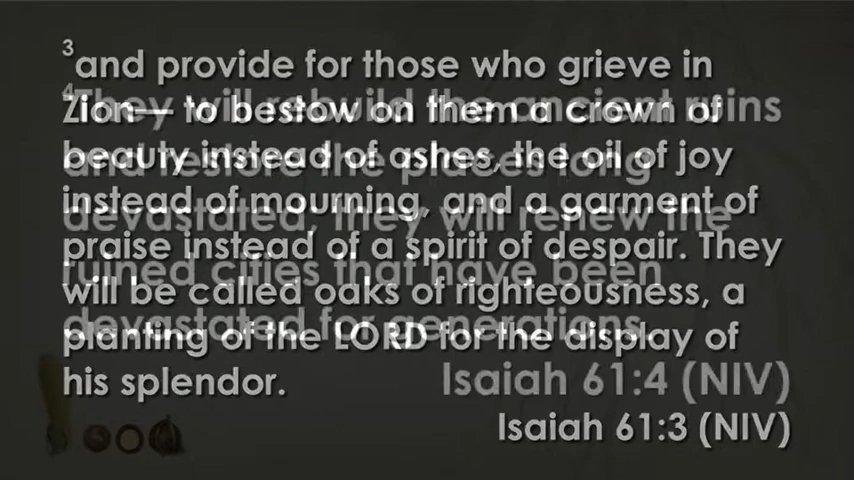 3and provide for those who grieve in
Zion— to bestow on them a crown of
beauty instead of ashes, the oil of joy
instead of mourning, and a garment of
praise instead of a spirit of despair. They
will be called oaks of righteousness, a
planting of the LORD for the display of
his splendor.
Isaiah 61:3 (NIV)
4They will rebuild the ancient ruins
and restore the places long
devastated; they will renew the
ruined cities that have been
devastated for generations.
Isaiah 61:4 (NIV)